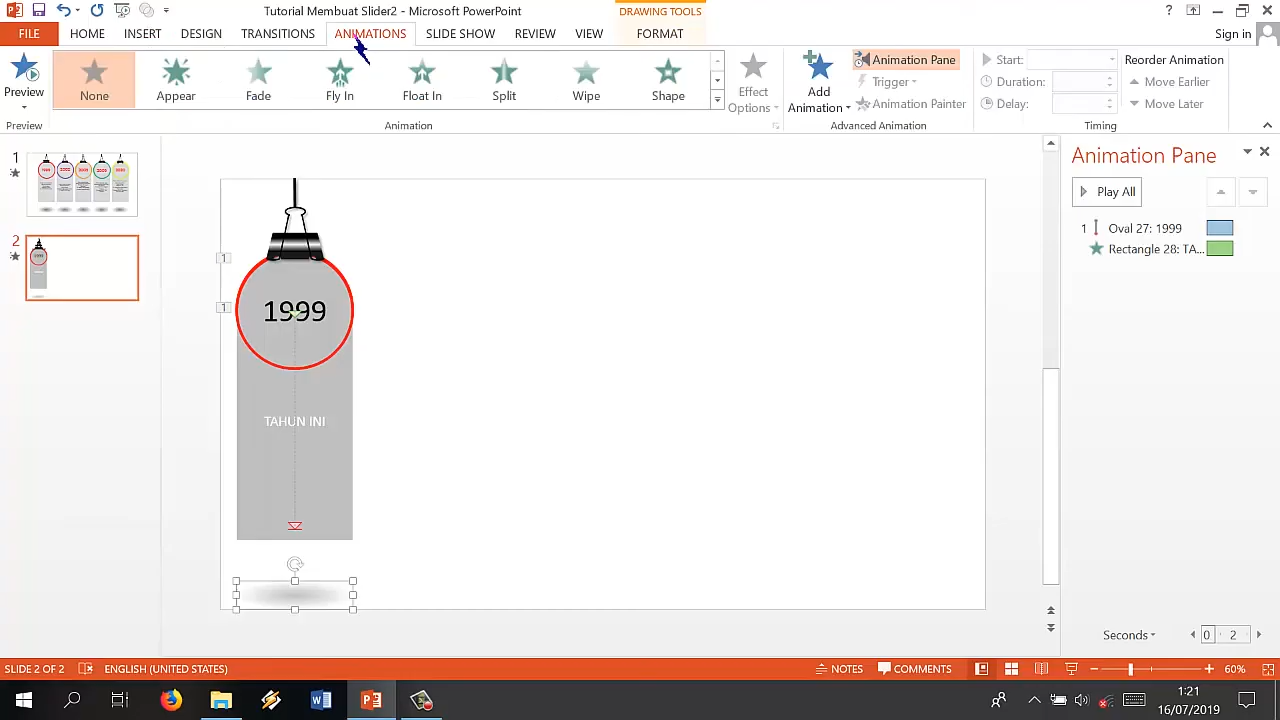 Tutorial Membuat Slider2 - Microsoft PowerPoint
DRAWING TOOLS
?
FILE
HOME
INSERT
DESIGN
TRANSITIONS
ANIMATIONS
SLIDE SHOW
REVIEW
VIEW
FORMAT
Sign in
Preview
None
Appear
Fade
Fly In
Float In
Split
Wipe
Shape
Effect
Options
Add
Animation
Animation Pane
Trigger
Animation Painter
Start:
Duration:
Delay:
Reorder Animation
Move Earlier
Move Later
Preview
Animation
Advanced Animation
Timing
1
2
1
1
1999
TAHUN INI
Animation Pane
Play All
1 Oval 27: 1999
Rectangle 28: TA...
Seconds
0
2
SLIDE 2 OF 2
ENGLISH (UNITED STATES)
NOTES
COMMENTS
60%
1:21
16/07/2019